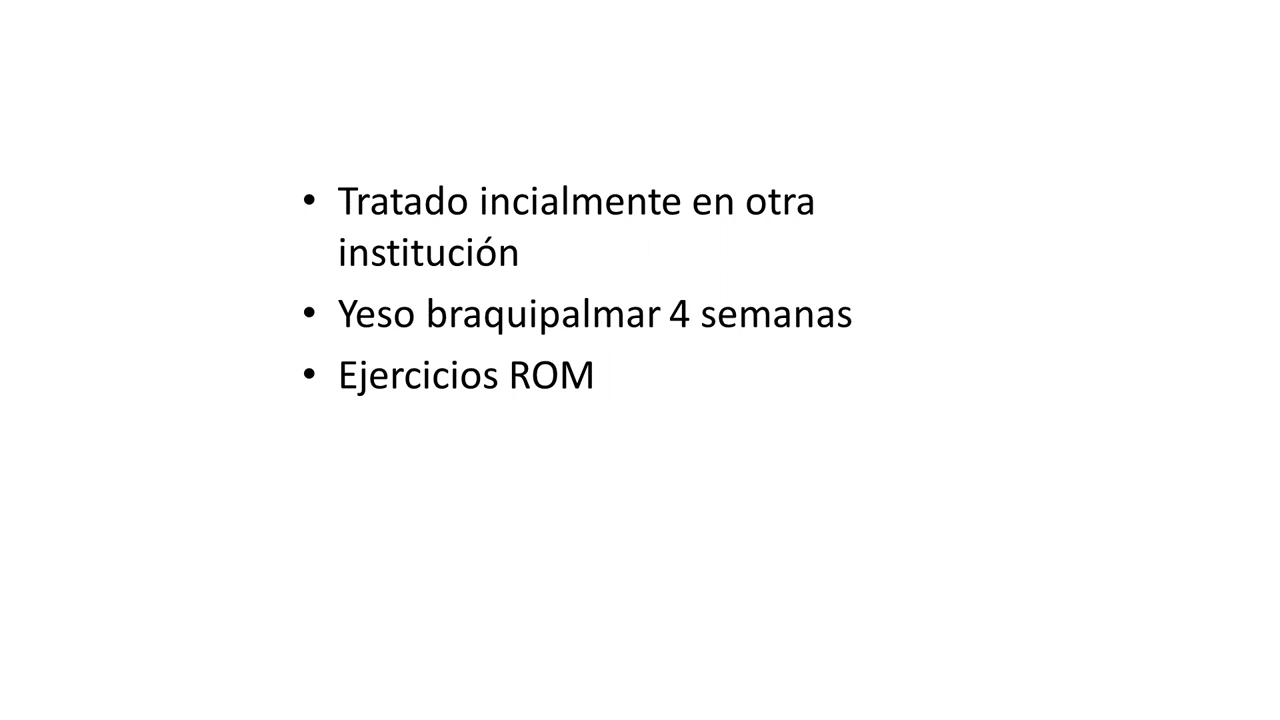 • Tratado incialmente en otra
institución
• Yeso braquipalmar 4 semanas
• Ejercicios ROM